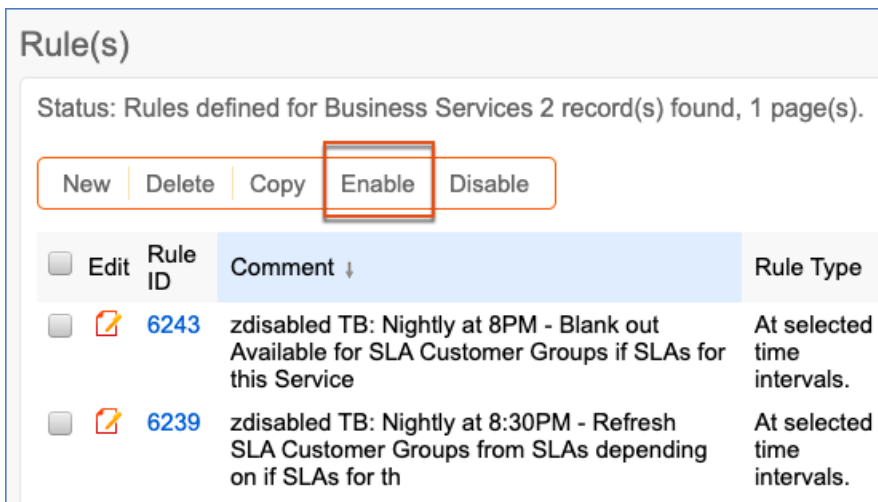 Rule(s)
Status: Rules defined for Business Services 2 record(s) found, 1 page(s).
New Delete Copy Enable Disable
Edit Rule ID Comment ↓ Rule Type
6243 zdisabled TB: Nightly at 8PM - Blank out At selected
Available for SLA Customer Groups if SLAs for time
this Service intervals.
6239 zdisabled TB: Nightly at 8:30PM - Refresh At selected
SLA Customer Groups from SLAs depending time
on if SLAs for th intervals.